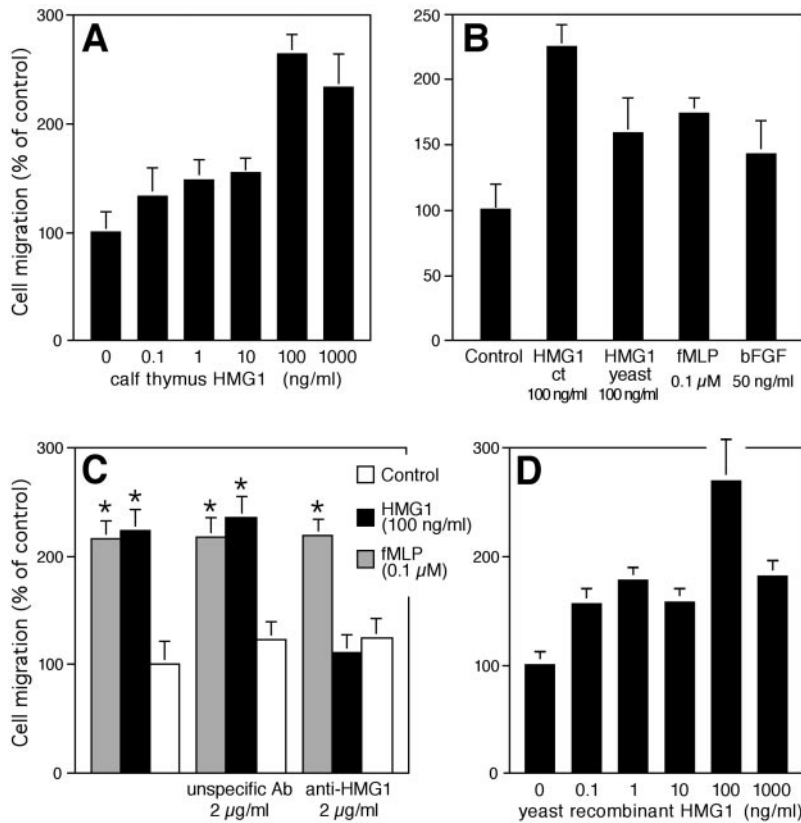 A
Cell migration (% of control)
300
200
100
0
0 0.1 1 10 100 1000
calf thymus HMG1 (ng/ml)
B
250
200
150
100
50
0
Control HMG1 HMG1 fMLP bFGF
ct yeast 0.1 µM 50 ng/ml
100 ng/ml 100 ng/ml
C
Cell migration (% of control)
300
200
100
0
* * * * *
Control
HMG1
(100 ng/ml)
fMLP
(0.1 µM)
unspecific Ab anti-HMG1
2 µg/ml 2 µg/ml
D
300
200
100
0
0 0.1 1 10 100 1000
yeast recombinant HMG1 (ng/ml)